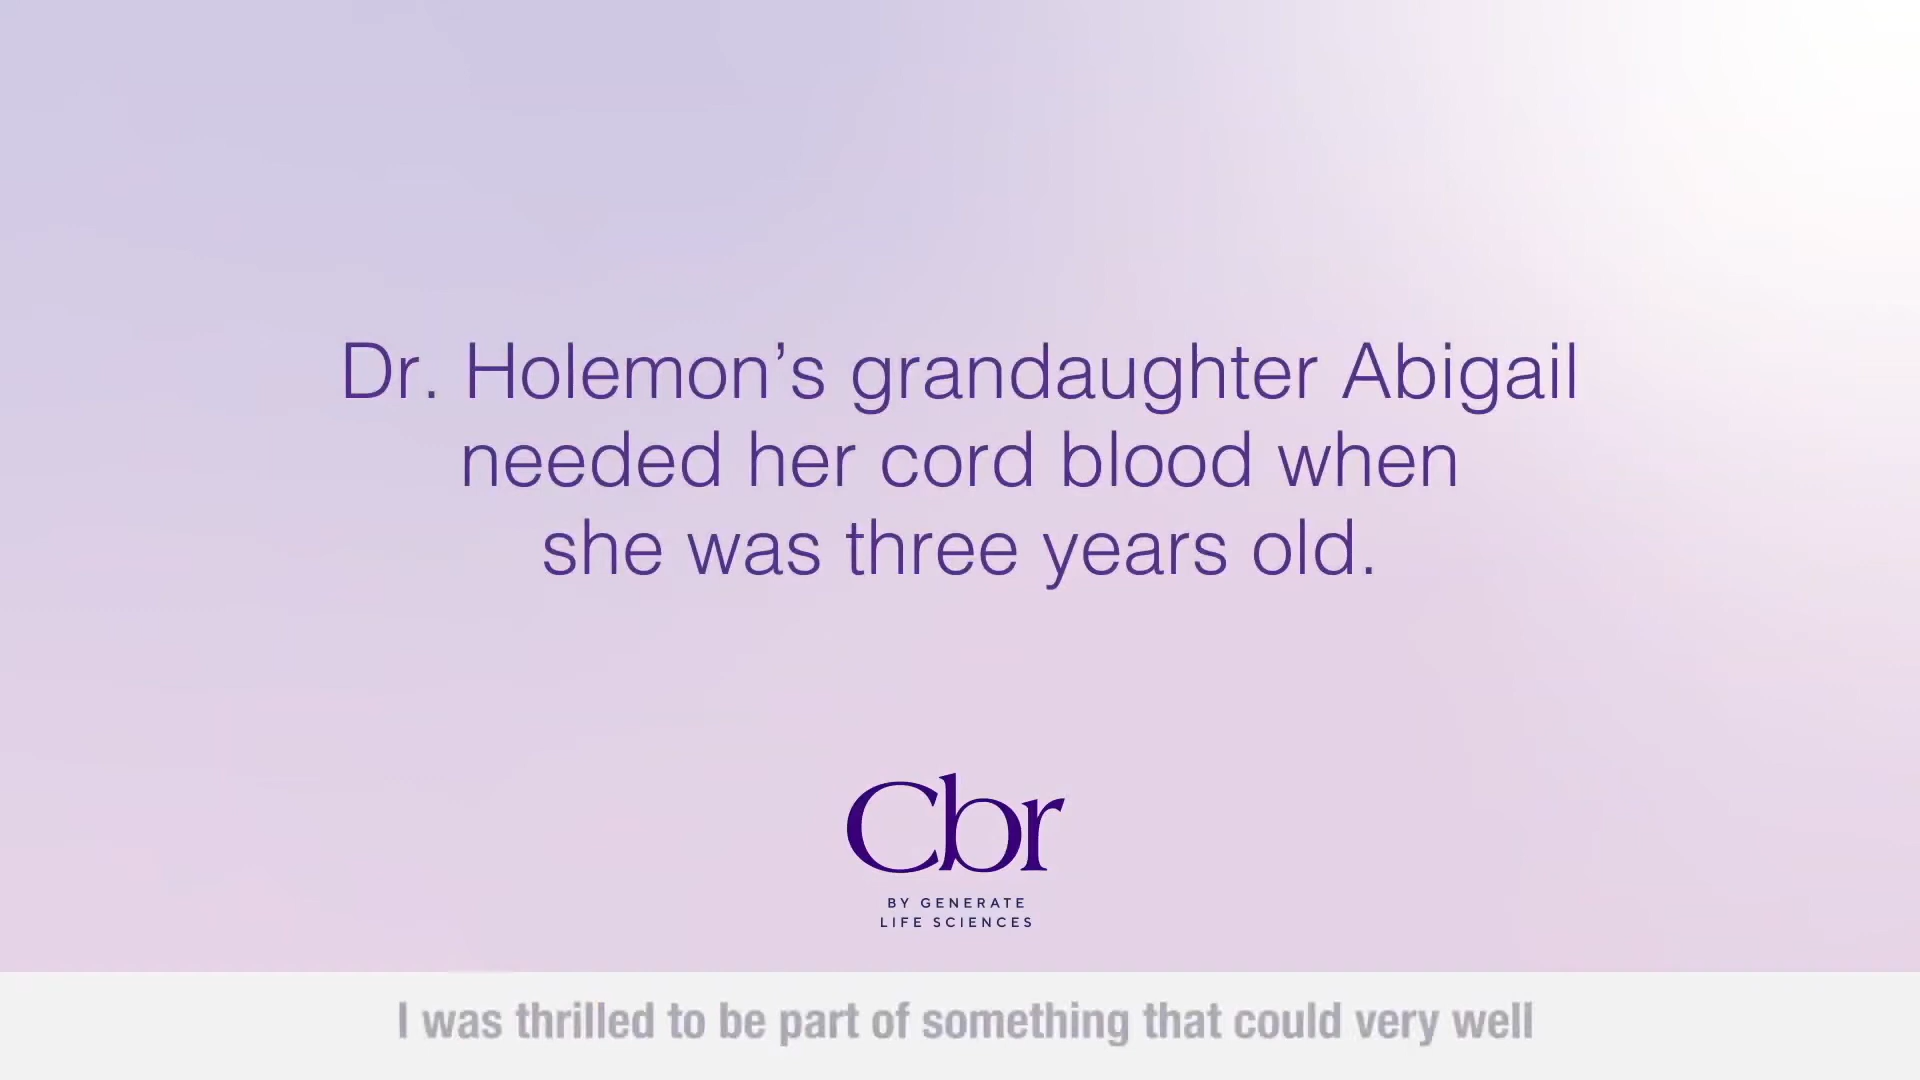 Dr. Holemon’s grandaughter Abigail
needed her cord blood when
she was three years old.
Cbr
BY GENERATE
LIFE SCIENCES
I was thrilled to be part of something that could very well